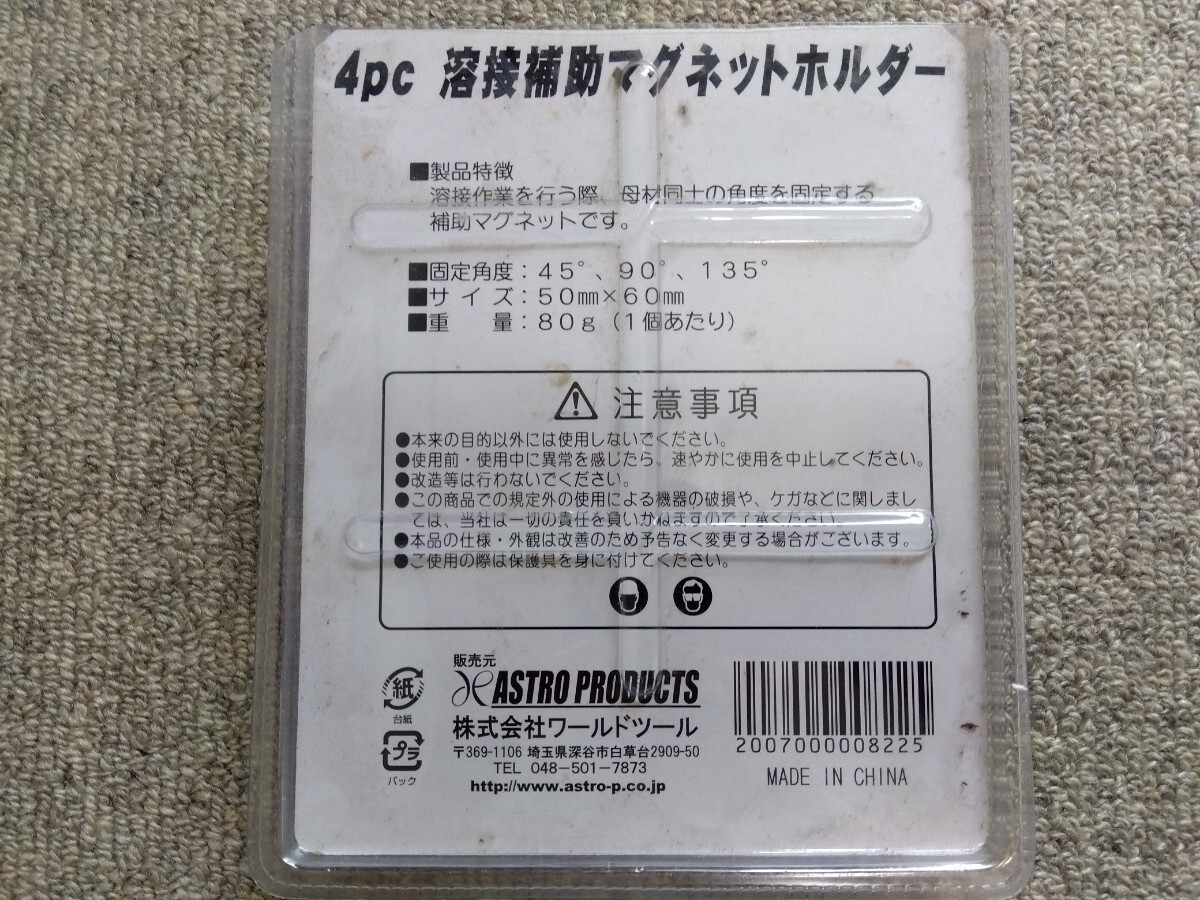 4pc 溶接補助マグネットホルダー
■製品特徴
溶接作業を行う際、母材同士の角度を固定する
補助マグネットです。
■固定角度：45°、90°、135°
■サイズ：50㎜×60㎜
■重　量：80g（1個あたり）
注意事項
●本来の目的以外には使用しないでください。
●使用前・使用中に異常を感じたら、速やかに使用を中止してください。
●改造等は行わないでください。
●この商品での規定外の使用による機器の破損や、ケガなどに関しまし
ては、当社は一切の責任を負いかねますので了承ください。
●本品の仕様・外観は改善のため予告なく変更する場合がございます。
●ご使用の際は保護具を身に付けてください。
販売元
ASTRO PRODUCTS
株式会社ワールドツール
〒369-1106 埼玉県深谷市白草台2909-50
TEL 048-501-7873
http://www.astro-p.co.jp
紙
台紙
プラ
パック
2007000008225
MADE IN CHINA